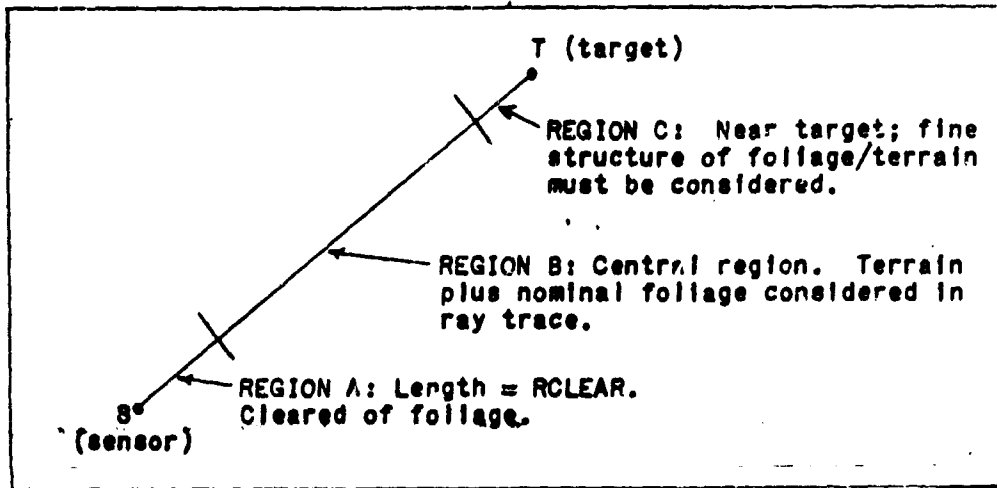 T (target)
REGION C: Near target; fine
structure of foliage/terrain
must be considered.
REGION B: Central region. Terrain
plus nominal foliage considered in
ray trace.
REGION A: Length = RCLEAR.
Cleared of foliage.
S
(sensor)